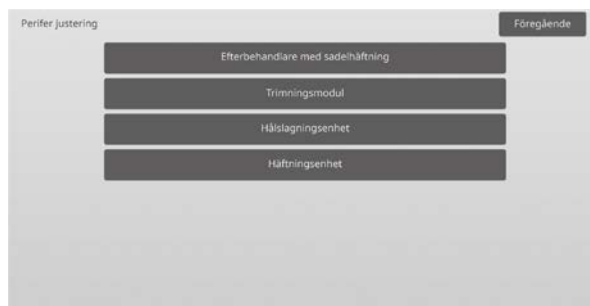 Perifer justering
Föregående
Efterbehandlare med sadelhäftning
Trimningsmodul
Hålslagningsenhet
Häftningsenhet